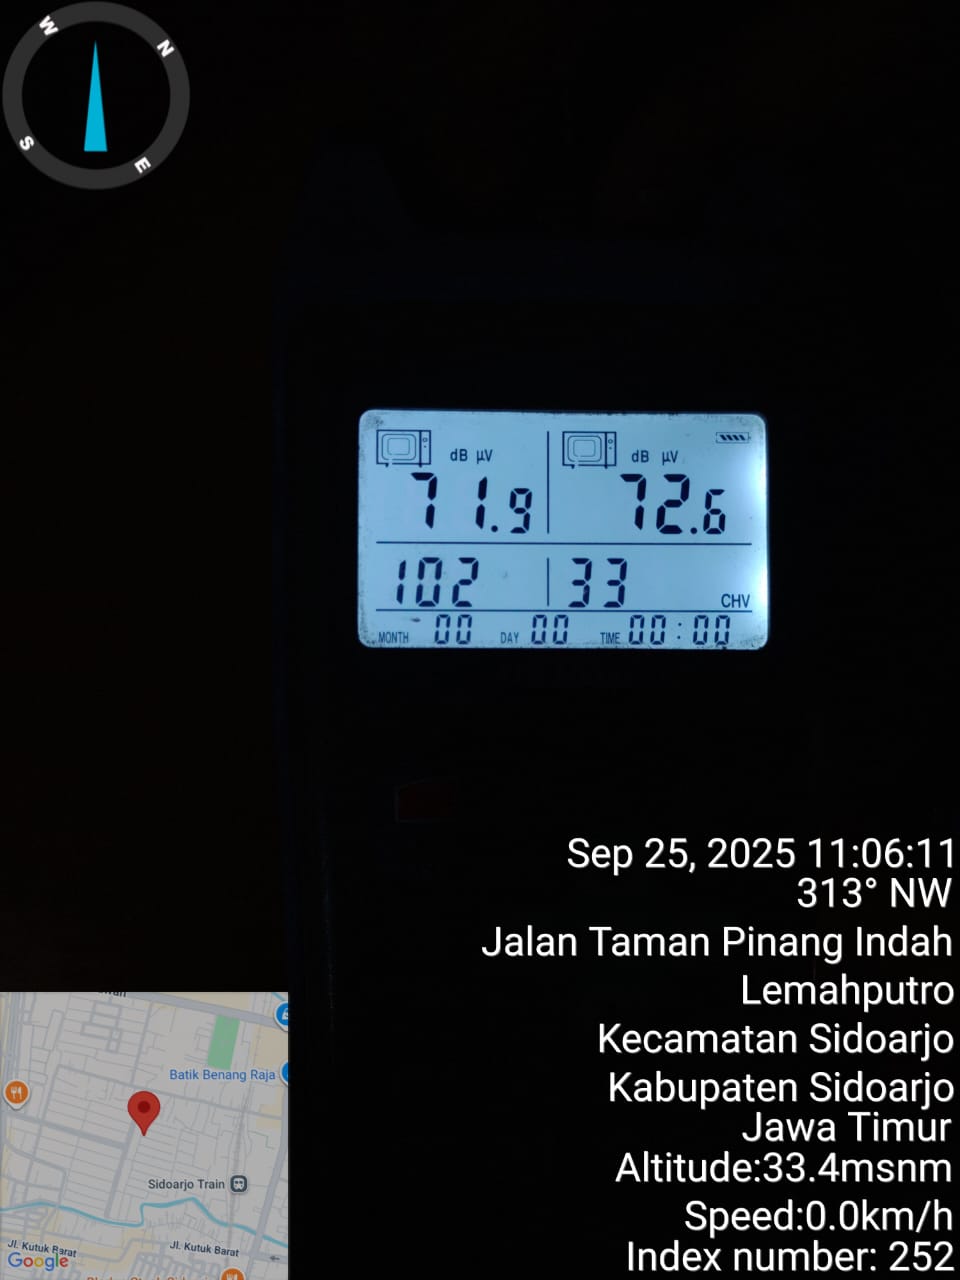 W
N
S
E
dB µV
dB µV
71.9
72.6
102
33
CHV
MONTH 00 DAY 00 TIME 00:00
Sep 25, 2025 11:06:11
313° NW
Jalan Taman Pinang Indah
Lemahputro
Kecamatan Sidoarjo
Kabupaten Sidoarjo
Jawa Timur
Altitude:33.4msnm
Speed:0.0km/h
Index number: 252
Batik Benang Raja
Sidoarjo Train
Jl. Kutuk Barat
Jl. Kutuk Barat
Google